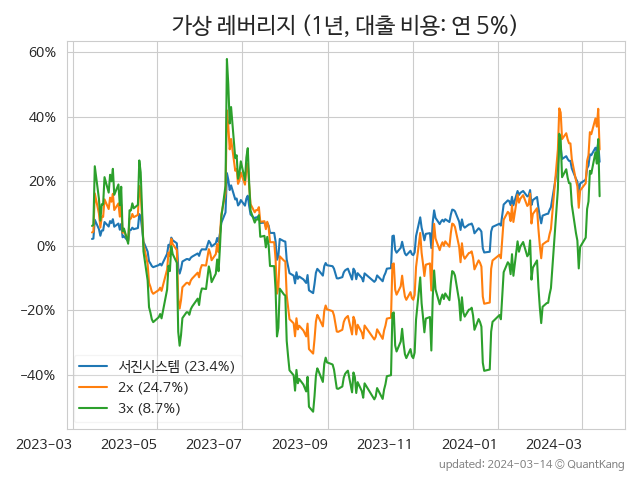 가상 레버리지 (1년, 대출 비용: 연 5%)
60%
40%
20%
0%
−20%
−40%
서진시스템 (23.4%)
2x (24.7%)
3x (8.7%)
2023-03 2023-05 2023-07 2023-09 2023-11 2024-01 2024-03
updated: 2024-03-14 © QuantKang